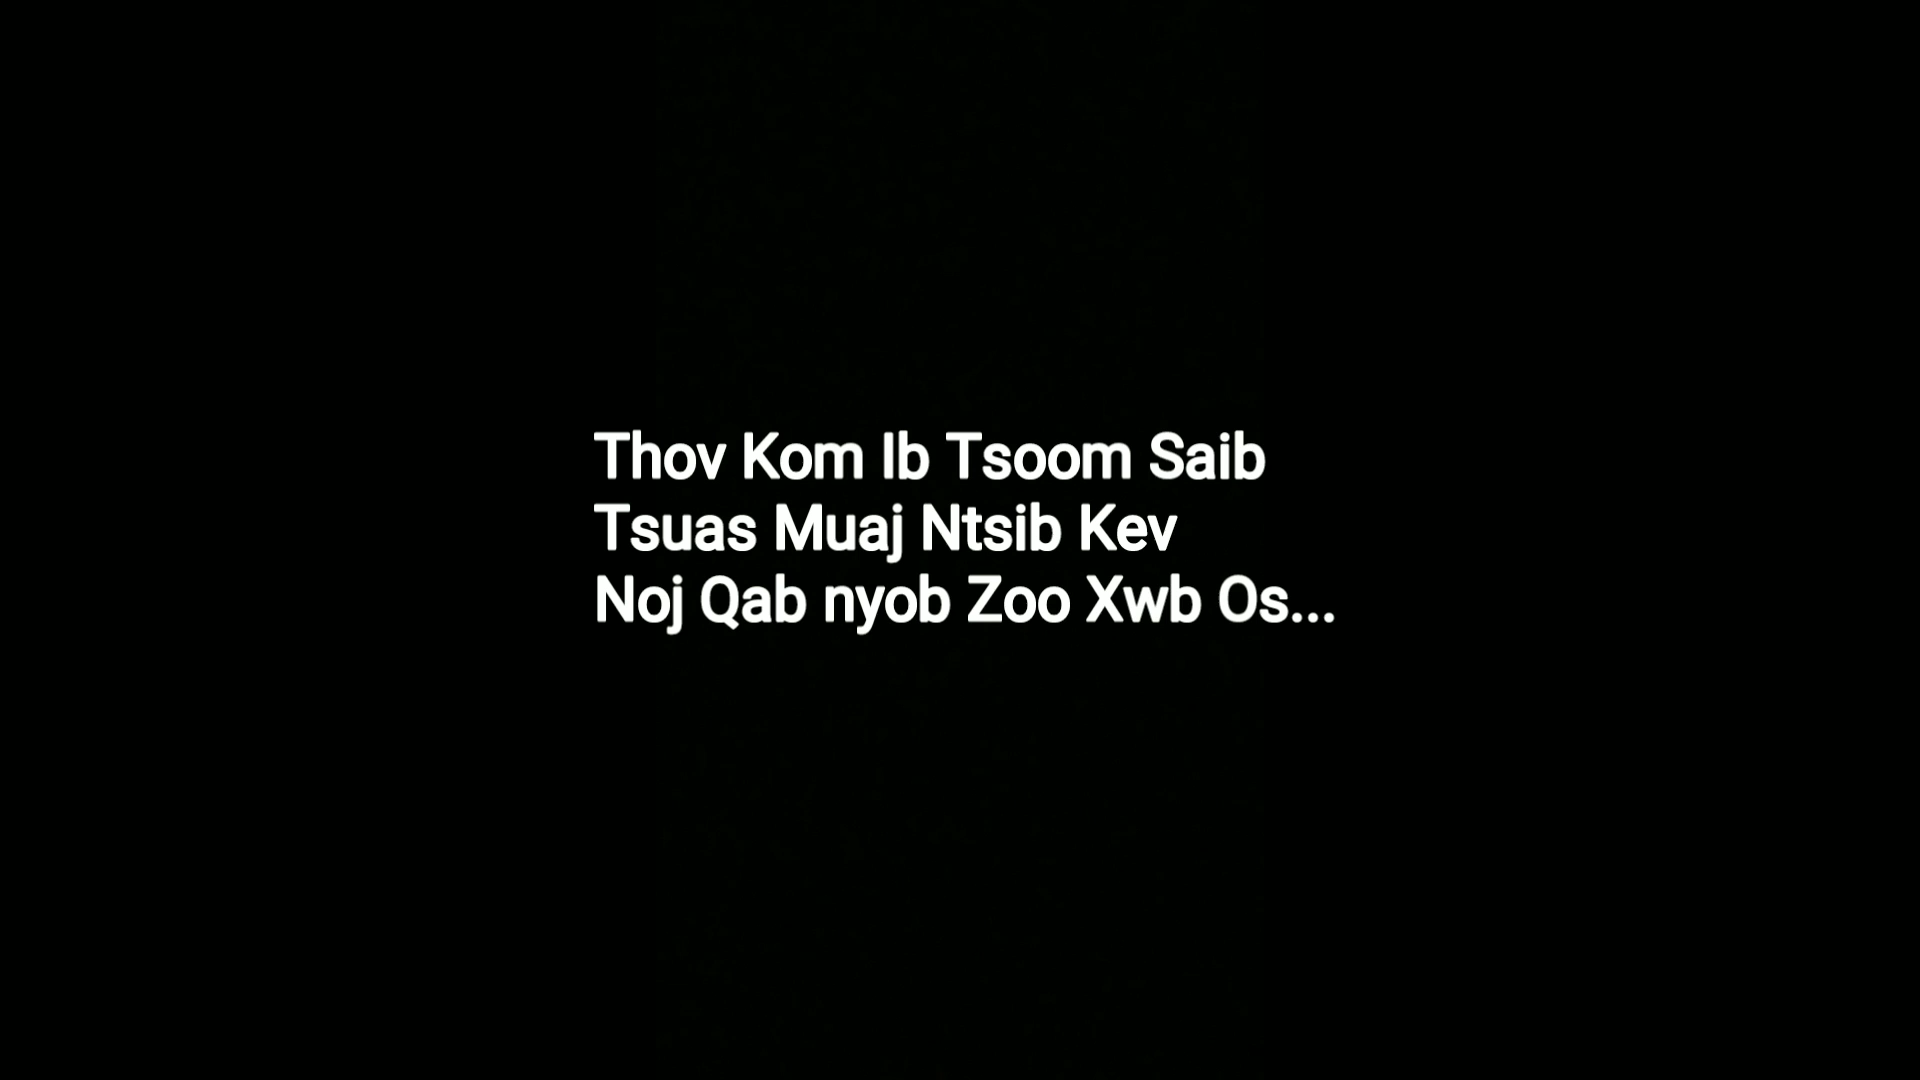 Thov Kom Ib Tsoom Saib
Tsuas Muaj Ntsib Kev
Noj Qab nyob Zoo Xwb Os...